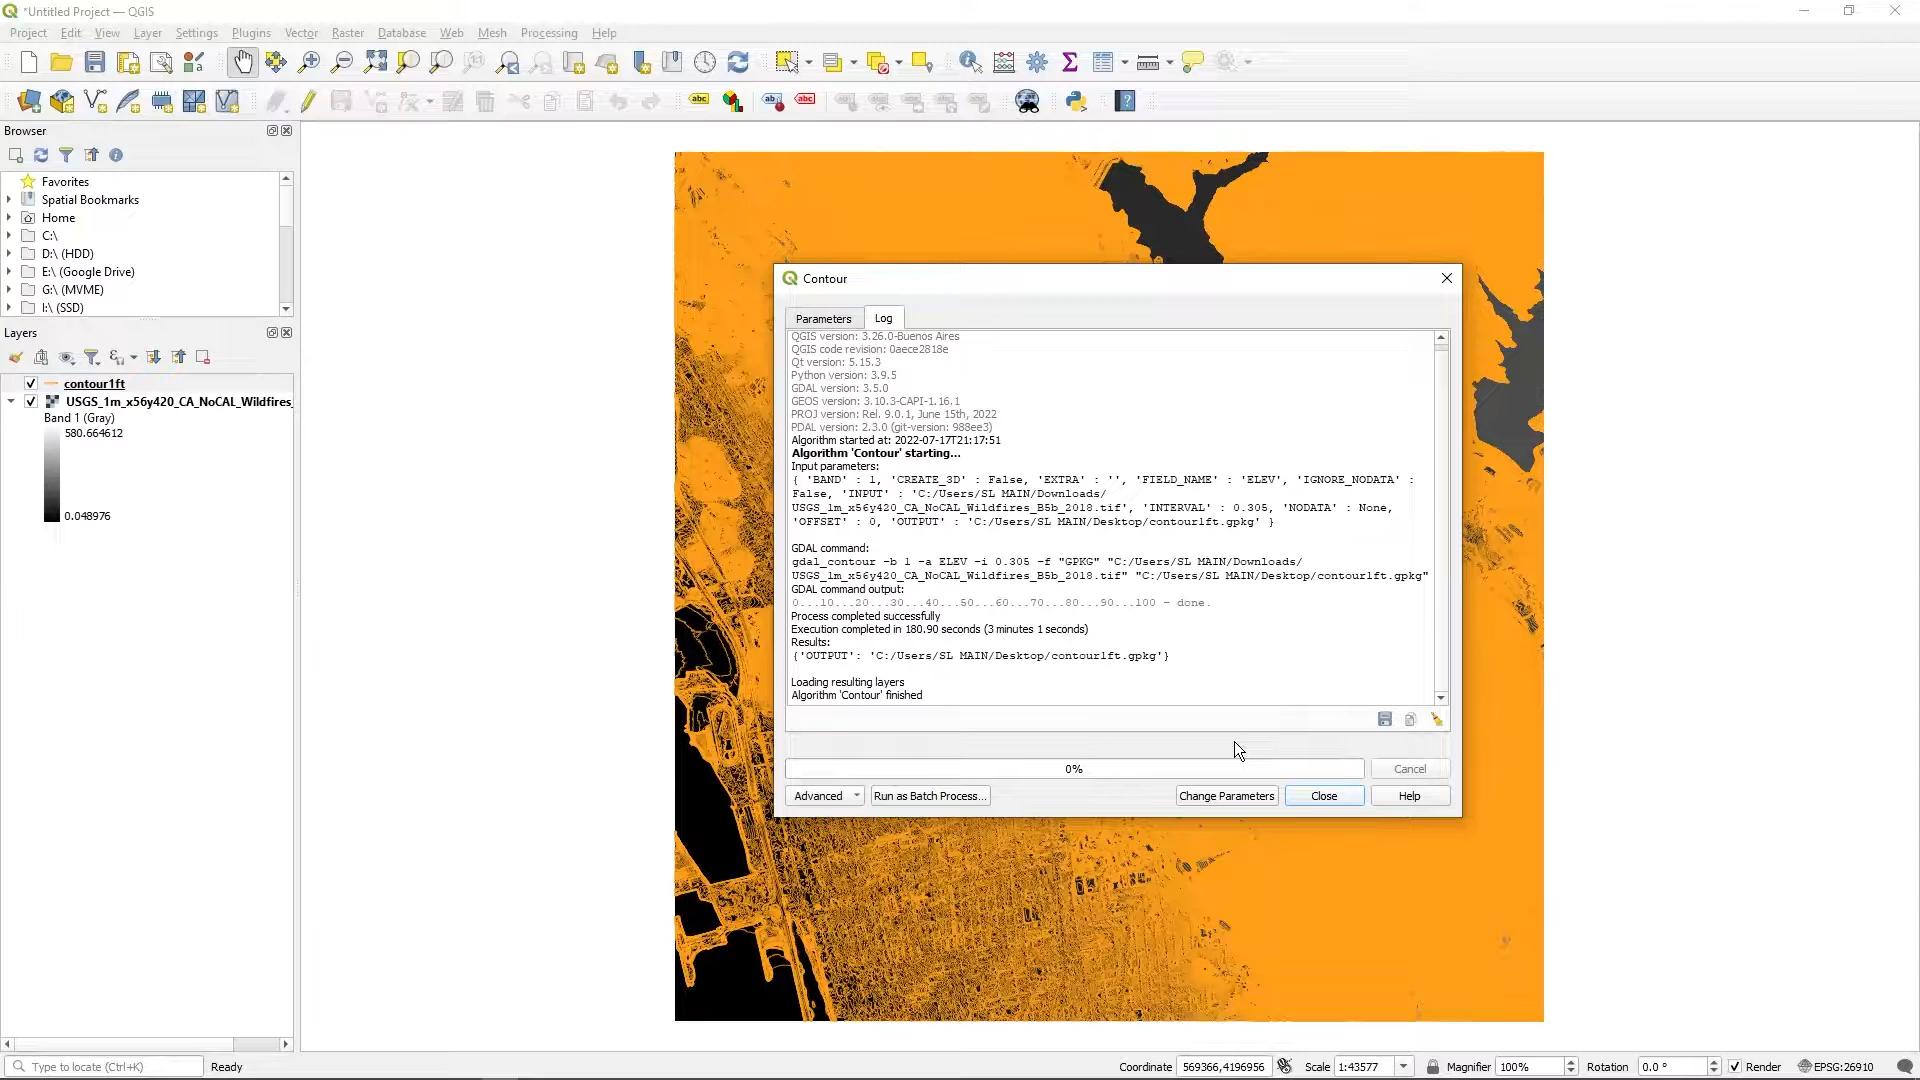 *Untitled Project — QGIS
Project Edit View Layer Settings Plugins Vector Raster Database Web Mesh Processing Help
Browser
Favorites
Spatial Bookmarks
Home
C:\
D:\ (HDD)
E:\ (Google Drive)
G:\ (MVME)
I:\ (SSD)
Layers
contour1ft
USGS_1m_x56y420_CA_NoCAL_Wildfires_
Band 1 (Gray)
580.664612
0.048976
Contour
Parameters Log
QGIS version: 3.26.0-Buenos Aires
QGIS code revision: 0aece2818e
Qt version: 5.15.3
Python version: 3.9.5
GDAL version: 3.5.0
GEOS version: 3.10.3-CAPI-1.16.1
PROJ version: Rel. 9.0.1, June 15th, 2022
PDAL version: 2.3.0 (git-version: 988ee3)
Algorithm started at: 2022-07-17T21:17:51
Algorithm 'Contour' starting...
Input parameters:
{ 'BAND' : 1, 'CREATE_3D' : False, 'EXTRA' : '', 'FIELD_NAME' : 'ELEV', 'IGNORE_NODATA' :
False, 'INPUT' : 'C:/Users/SL MAIN/Downloads/
USGS_1m_x56y420_CA_NoCAL_Wildfires_B5b_2018.tif', 'INTERVAL' : 0.305, 'NODATA' : None,
'OFFSET' : 0, 'OUTPUT' : 'C:/Users/SL MAIN/Desktop/contour1ft.gpkg' }
GDAL command:
gdal_contour -b 1 -a ELEV -i 0.305 -f "GPKG" "C:/Users/SL MAIN/Downloads/
USGS_1m_x56y420_CA_NoCAL_Wildfires_B5b_2018.tif" "C:/Users/SL MAIN/Desktop/contour1ft.gpkg"
GDAL command output:
0...10...20...30...40...50...60...70...80...90...100 - done.
Process completed successfully
Execution completed in 180.90 seconds (3 minutes 1 seconds)
Results:
{'OUTPUT': 'C:/Users/SL MAIN/Desktop/contour1ft.gpkg'}
Loading resulting layers
Algorithm 'Contour' finished
0% Cancel
Advanced Run as Batch Process... Change Parameters Close Help
Type to locate (Ctrl+K) Ready Coordinate 569366,4196956 Scale 1:43577 Magnifier 100% Rotation 0.0 ° Render EPSG:26910